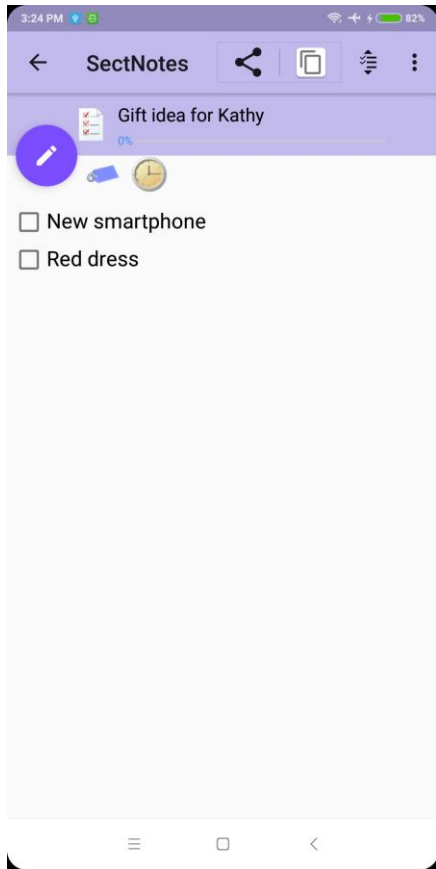 3:24 PM 82%
SectNotes
Gift idea for Kathy
0%
New smartphone
Red dress